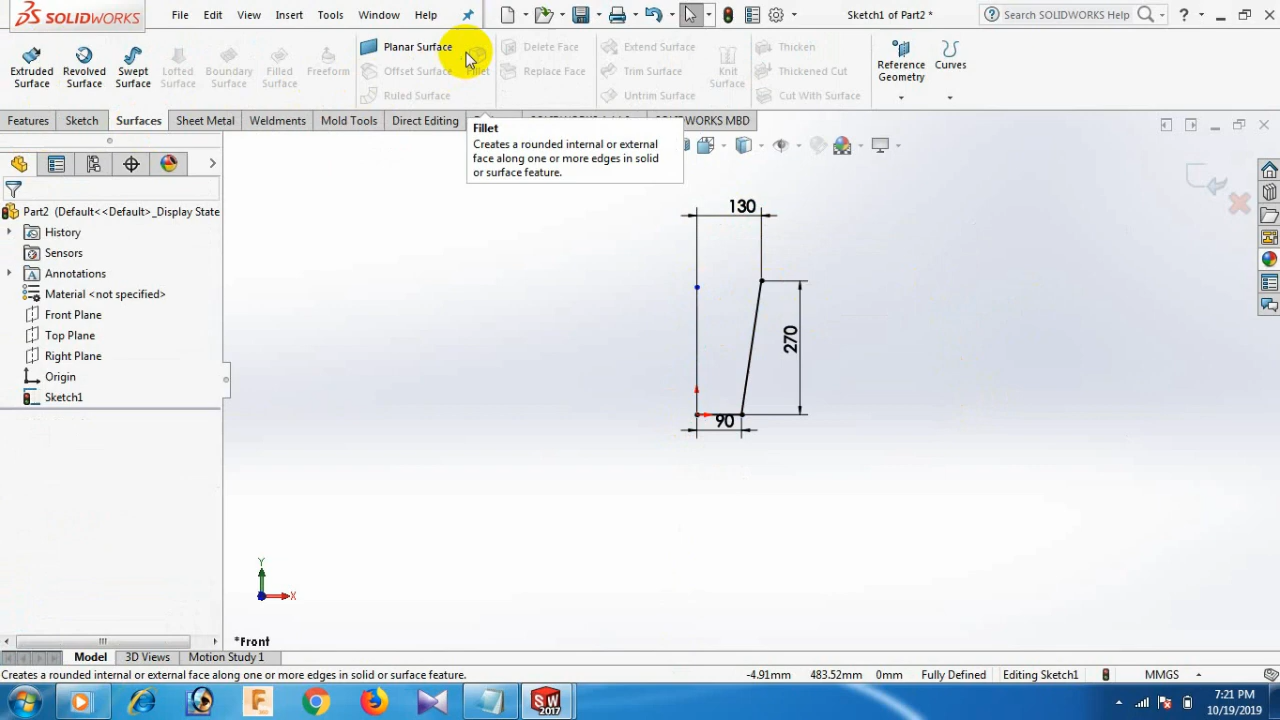 SOLIDWORKS
File Edit View Insert Tools Window Help
Sketch1 of Part2 *
Search SOLIDWORKS Help
?
Extruded Surface
Revolved Surface
Swept Surface
Lofted Surface
Boundary Surface
Filled Surface
Freeform
Planar Surface
Offset Surface
Ruled Surface
Fillet
Delete Face
Replace Face
Extend Surface
Trim Surface
Untrim Surface
Knit Surface
Thicken
Thickened Cut
Cut With Surface
Reference Geometry
Curves
Features Sketch Surfaces Sheet Metal Weldments Mold Tools Direct Editing
WORKS MBD
Fillet
Creates a rounded internal or external
face along one or more edges in solid
or surface feature.
Part2 (Default<<Default>_Display State
History
Sensors
Annotations
Material <not specified>
Front Plane
Top Plane
Right Plane
Origin
Sketch1
130
270
90
Y
X
*Front
Model 3D Views Motion Study 1
Creates a rounded internal or external face along one or more edges in solid or surface feature.
-4.91mm 483.52mm 0mm Fully Defined Editing Sketch1 MMGS
SW
2017
7:21 PM
10/19/2019